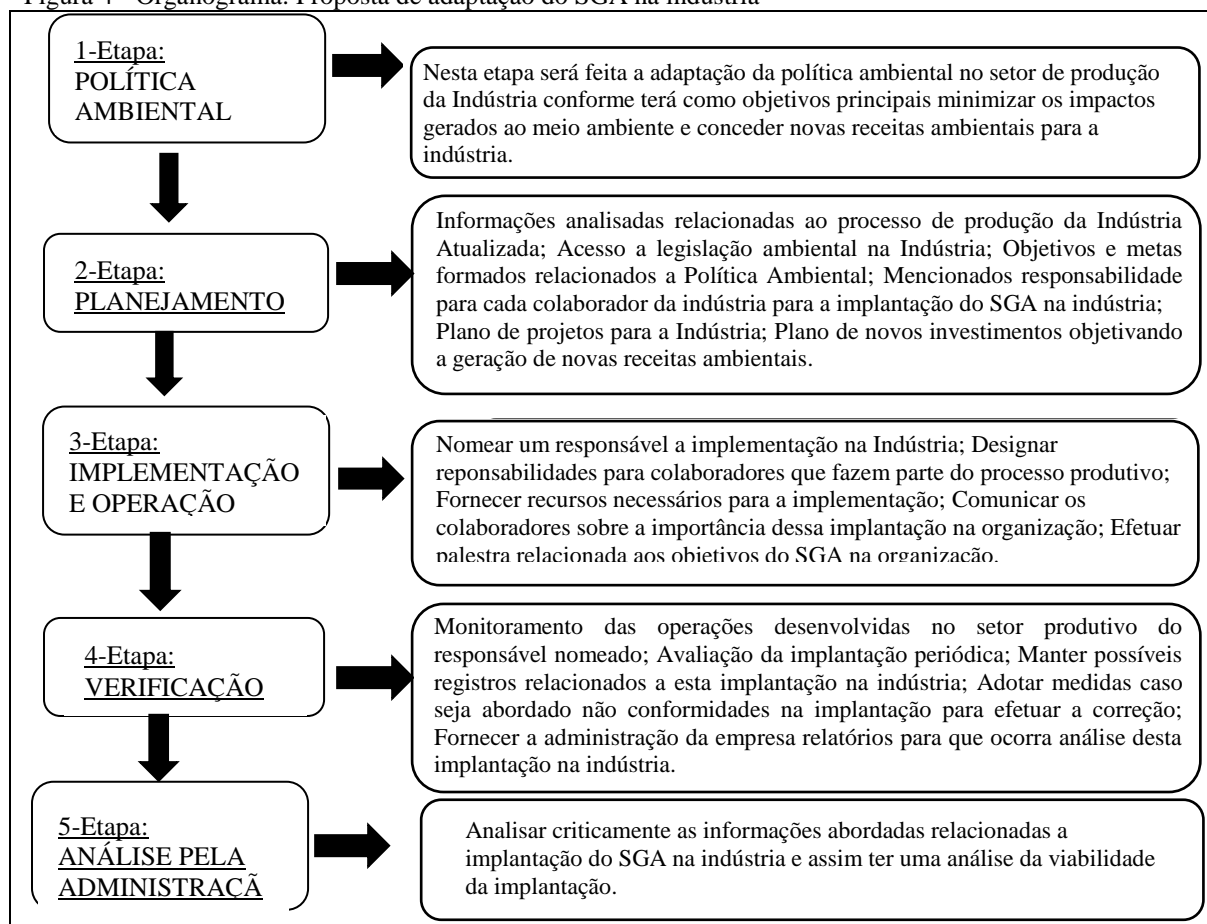 Figura 4 - Organograma: Proposta de adaptação do SGA na indústria
1-Etapa:
POLÍTICA
AMBIENTAL
Nesta etapa será feita a adaptação da política ambiental no setor de produção
da Indústria conforme terá como objetivos principais minimizar os impactos
gerados ao meio ambiente e conceder novas receitas ambientais para a
indústria.
2-Etapa:
PLANEJAMENTO
Informações analisadas relacionadas ao processo de produção da Indústria
Atualizada; Acesso a legislação ambiental na Indústria; Objetivos e metas
formados relacionados a Política Ambiental; Mencionados responsabilidade
para cada colaborador da indústria para a implantação do SGA na indústria;
Plano de projetos para a Indústria; Plano de novos investimentos objetivando
a geração de novas receitas ambientais.
3-Etapa:
IMPLEMENTAÇÃO
E OPERAÇÃO
Nomear um responsável a implementação na Indústria; Designar
reponsabilidades para colaboradores que fazem parte do processo produtivo;
Fornecer recursos necessários para a implementação; Comunicar os
colaboradores sobre a importância dessa implantação na organização; Efetuar
palestra relacionada aos objetivos do SGA na organização.
4-Etapa:
VERIFICAÇÃO
Monitoramento das operações desenvolvidas no setor produtivo do
responsável nomeado; Avaliação da implantação periódica; Manter possíveis
registros relacionados a esta implantação na indústria; Adotar medidas caso
seja abordado não conformidades na implantação para efetuar a correção;
Fornecer a administração da empresa relatórios para que ocorra análise desta
implantação na indústria.
5-Etapa:
ANÁLISE PELA
ADMINISTRAÇÃ
Analisar criticamente as informações abordadas relacionadas a
implantação do SGA na indústria e assim ter uma análise da viabilidade
da implantação.